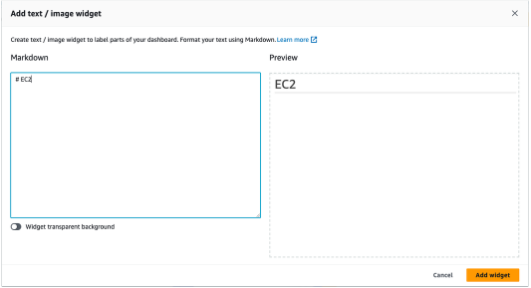 Add text / image widget
Create text / image widget to label parts of your dashboard. Format your text using Markdown. Learn more
Markdown
# EC2
Widget transparent background
Preview
EC2
Cancel
Add widget